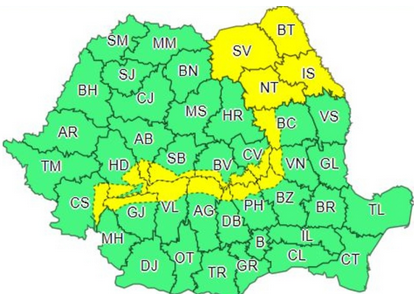 BT
SM MM SV
BN NT IS
SJ
BH CJ
MS HR BC VS
AR AB
TM HD SB BV CV VN GL
CS GJ VL AG PH BZ BR TL
DB
MH B IL
DJ OT TR GR CL CT